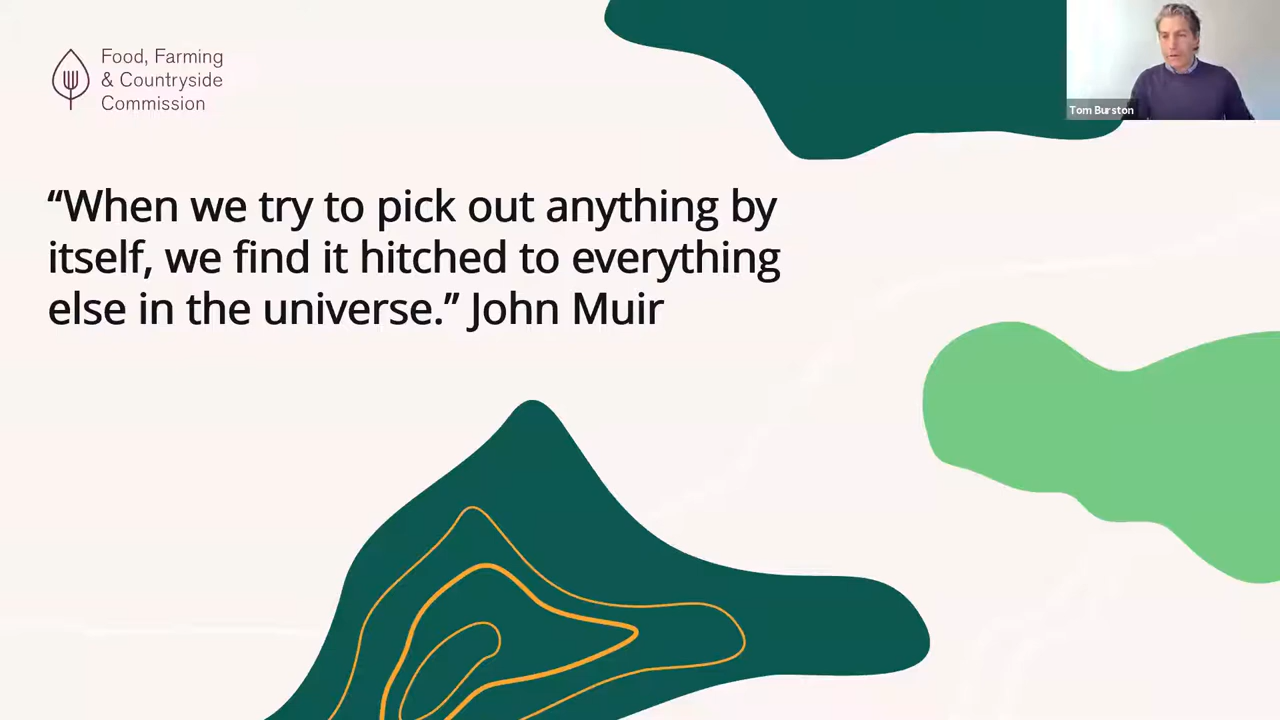 Food, Farming
& Countryside
Commission
Tom Burston
“When we try to pick out anything by
itself, we find it hitched to everything
else in the universe.” John Muir